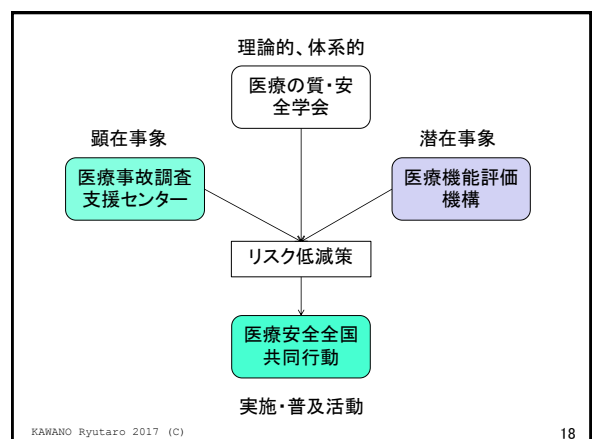 理論的、体系的
医療の質・安
全学会
顕在事象
潜在事象
医療事故調査
支援センター
医療機能評価
機構
リスク低減策
医療安全全国
共同行動
実施・普及活動
KAWANO Ryutaro 2017 (C)
18